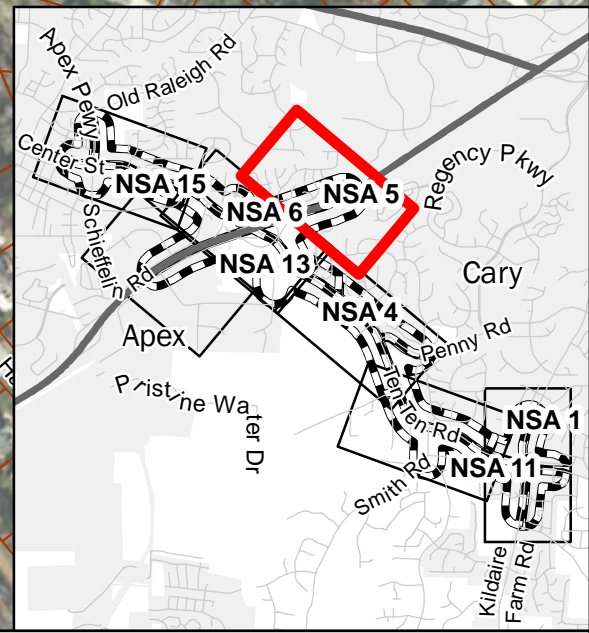 Old Raleigh Rd
Apex Pkwy
Center St
NSA 15
NSA 5
Regency Pkwy
NSA 6
Schieffelin Rd
NSA 13
Cary
NSA 4
Apex
Penny Rd
Pristine Water Dr
Ten-Ten Rd
NSA 1
NSA 11
Smith Rd
Kildaire
Farm Rd